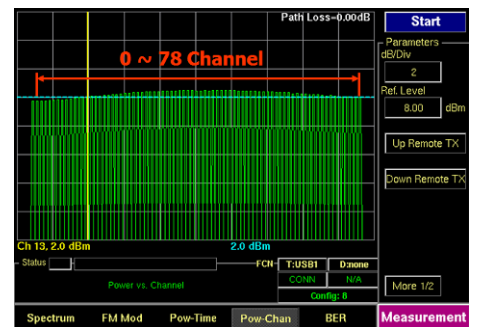 Path Loss=0.00dB
Start
0 ~ 78 Channel
Parameters
dB/Div
2
Ref. Level
8.00 dBm
Up Remote TX
Down Remote TX
Ch 13, 2.0 dBm
2.0 dBm
Status
FCN
T:USB1
D:none
Power vs. Channel
CONN
N/A
Config: 8
More 1/2
Spectrum
FM Mod
Pow-Time
Pow-Chan
BER
Measurement